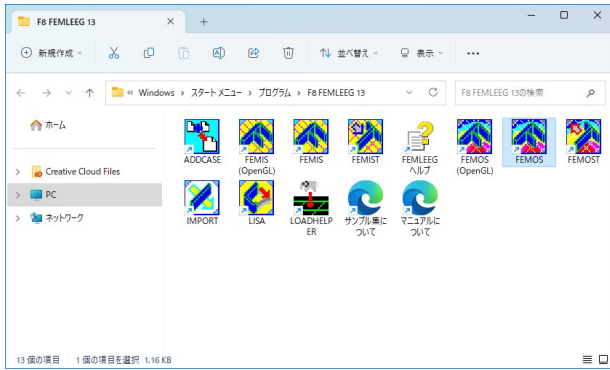 F8 FEMLEEG 13
新規作成
並べ替え
表示
« Windows › スタート メニュー › プログラム › F8 FEMLEEG 13
F8 FEMLEEG 13の検索
ホーム
Creative Cloud Files
PC
ネットワーク
ADDCASE
FEMIS
(OpenGL)
FEMIS
FEMIST
FEMLEEG
ヘルプ
FEMOS
(OpenGL)
FEMOS
FEMOST
IMPORT
LISA
LOADHELP
ER
サンプル集に
ついて
マニュアルに
ついて
13 個の項目 1 個の項目を選択 1.16 KB